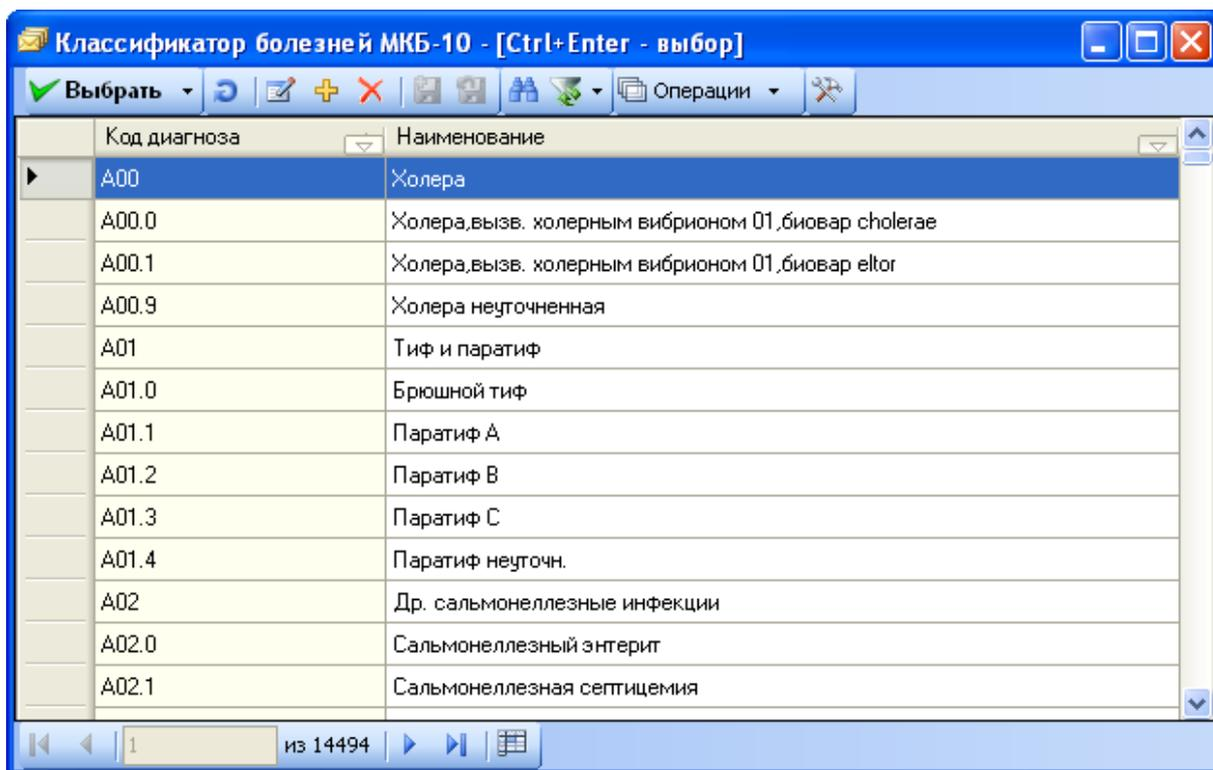 Классификатор болезней МКБ-10 - [Ctrl+Enter - выбор]
Выбрать Операции
Код диагноза Наименование
A00 Холера
A00.0 Холера,вызв. холерным вибрионом 01,биовар cholerae
A00.1 Холера,вызв. холерным вибрионом 01,биовар eltor
A00.9 Холера неуточненная
A01 Тиф и паратиф
A01.0 Брюшной тиф
A01.1 Паратиф A
A01.2 Паратиф B
A01.3 Паратиф C
A01.4 Паратиф неуточн.
A02 Др. сальмонеллезные инфекции
A02.0 Сальмонеллезный энтерит
A02.1 Сальмонеллезная септицемия
1 из 14494